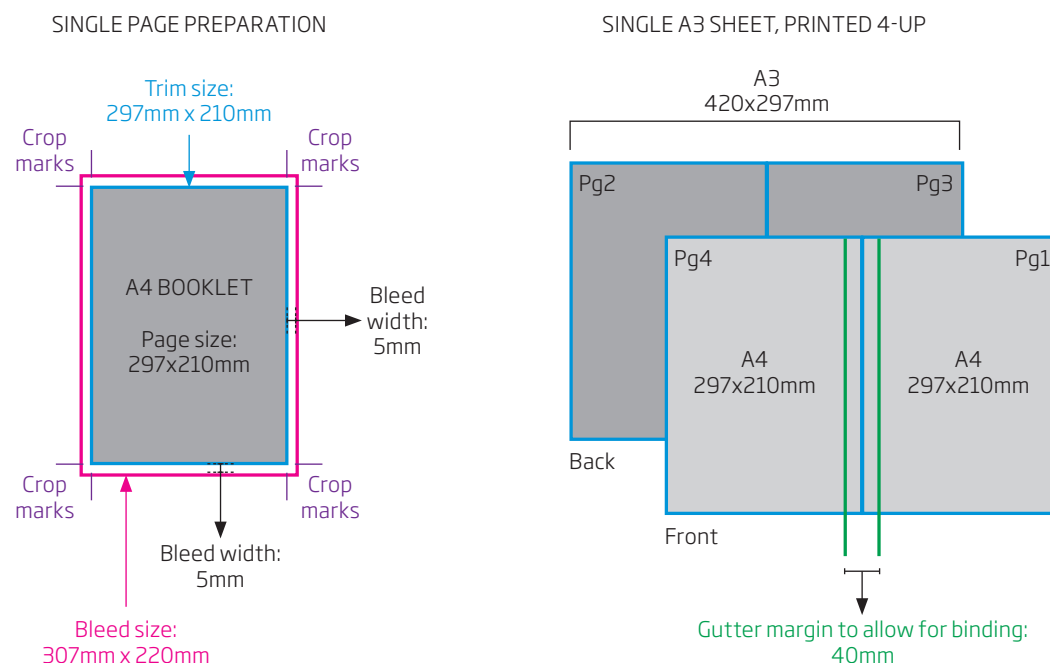 SINGLE PAGE PREPARATION
Trim size:
297mm x 210mm
Crop
marks
Crop
marks
A4 BOOKLET
Page size:
297x210mm
Bleed
width:
5mm
Crop
marks
Crop
marks
Bleed width:
5mm
Bleed size:
307mm x 220mm
SINGLE A3 SHEET, PRINTED 4-UP
A3
420x297mm
Pg2
Pg3
Pg4
Pg1
A4
297x210mm
A4
297x210mm
Back
Front
Gutter margin to allow for binding:
40mm